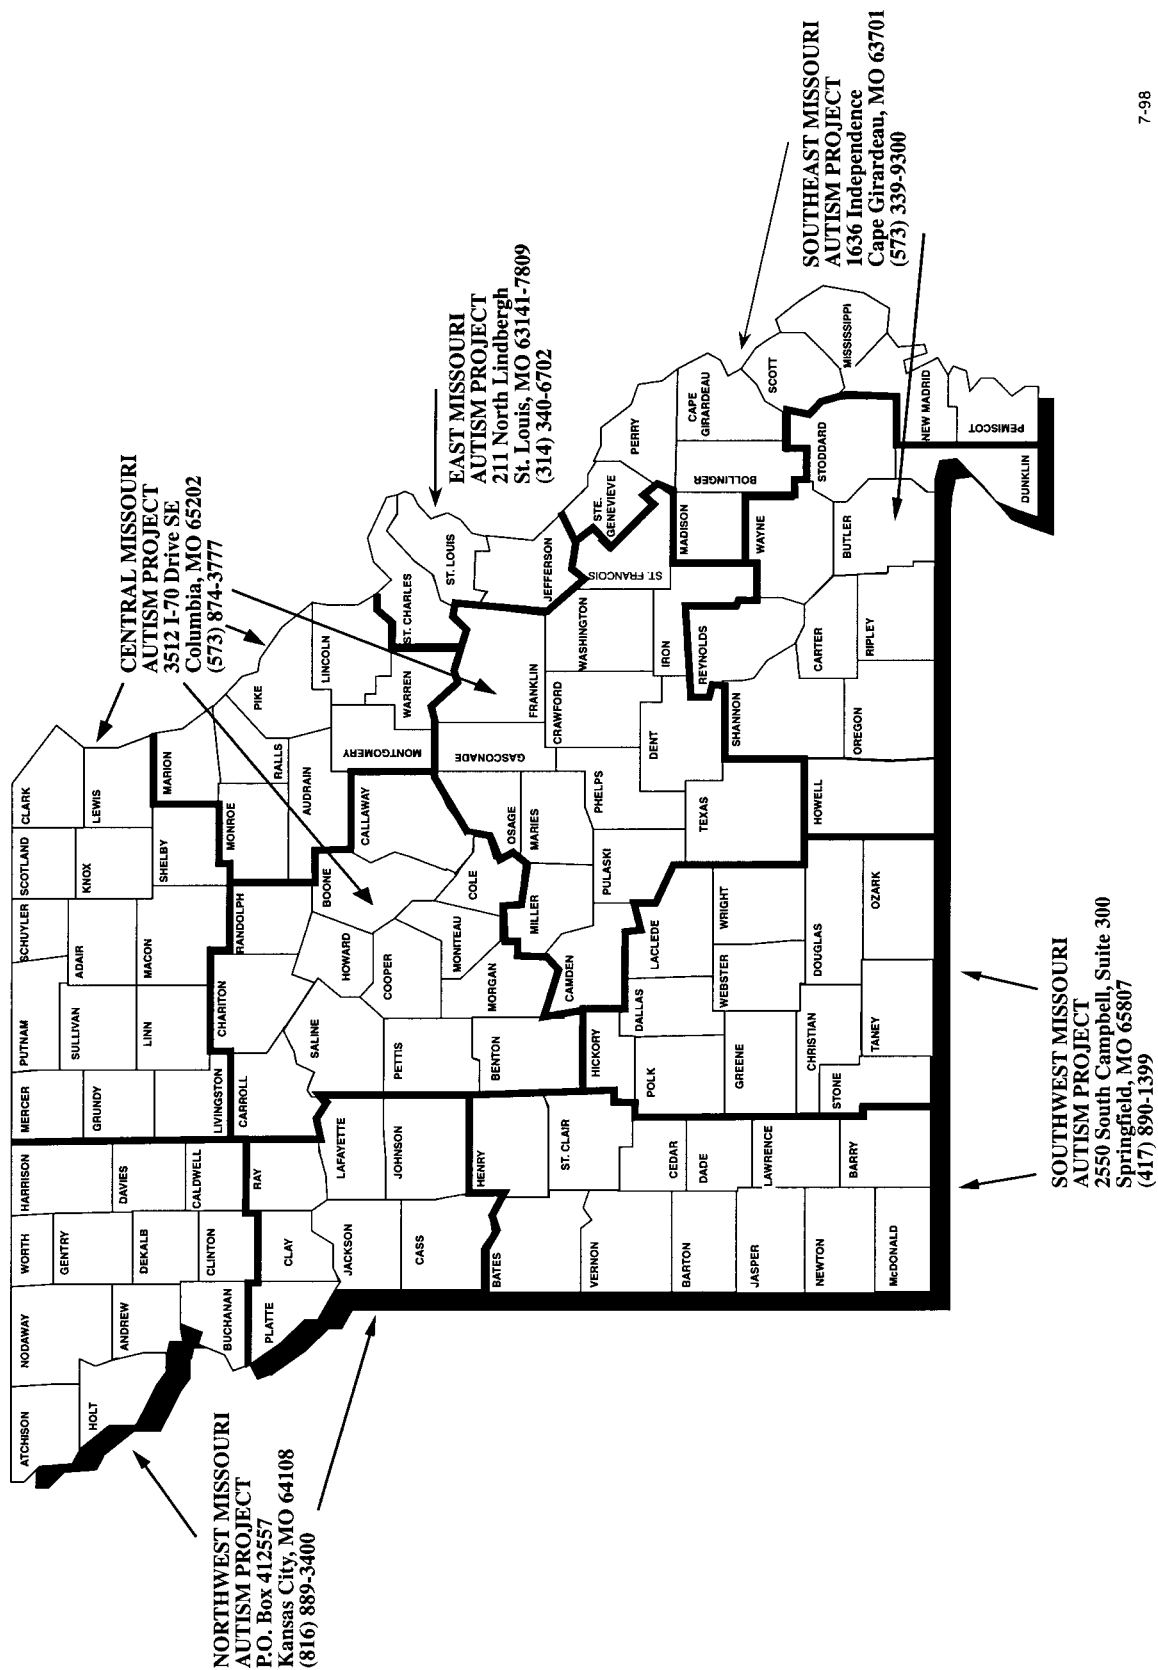 NORTHWEST MISSOURI
AUTISM PROJECT
P.O. Box 412557
Kansas City, MO 64108
(816) 889-3400
CENTRAL MISSOURI
AUTISM PROJECT
3512 I-70 Drive SE
Columbia, MO 65202
(573) 874-3777
EAST MISSOURI
AUTISM PROJECT
211 North Lindbergh
St. Louis, MO 63141-7809
(314) 340-6702
SOUTHEAST MISSOURI
AUTISM PROJECT
1636 Independence
Cape Girardeau, MO 63701
(573) 339-9300
SOUTHWEST MISSOURI
AUTISM PROJECT
2550 South Campbell, Suite 300
Springfield, MO 65807
(417) 890-1399
ATCHISON
NODAWAY
WORTH
HARRISON
MERCER
PUTNAM
SCHUYLER
SCOTLAND
CLARK
HOLT
GENTRY
GRUNDY
SULLIVAN
ADAIR
KNOX
LEWIS
ANDREW
DEKALB
DAVIES
LINN
MACON
SHELBY
MARION
BUCHANAN
CLINTON
CALDWELL
LIVINGSTON
CHARITON
RANDOLPH
MONROE
RALLS
PIKE
PLATTE
CLAY
RAY
CARROLL
SALINE
HOWARD
BOONE
AUDRAIN
LINCOLN
JACKSON
LAFAYETTE
COOPER
CALLAWAY
MONTGOMERY
WARREN
ST. CHARLES
CASS
JOHNSON
PETTIS
MONITEAU
COLE
OSAGE
GASCONADE
FRANKLIN
ST. LOUIS
BATES
HENRY
BENTON
MORGAN
MILLER
MARIES
CRAWFORD
WASHINGTON
JEFFERSON
VERNON
ST. CLAIR
HICKORY
CAMDEN
PULASKI
PHELPS
DENT
IRON
ST. FRANCOIS
STE.
GENEVIEVE
PERRY
BARTON
CEDAR
DADE
POLK
DALLAS
LACLEDE
TEXAS
REYNOLDS
MADISON
BOLLINGER
CAPE
GIRARDEAU
JASPER
LAWRENCE
GREENE
WEBSTER
WRIGHT
SHANNON
WAYNE
STODDARD
SCOTT
MISSISSIPPI
NEWTON
BARRY
STONE
CHRISTIAN
DOUGLAS
HOWELL
CARTER
BUTLER
NEW MADRID
McDONALD
TANEY
OZARK
OREGON
RIPLEY
DUNKLIN
PEMISCOT
7-98